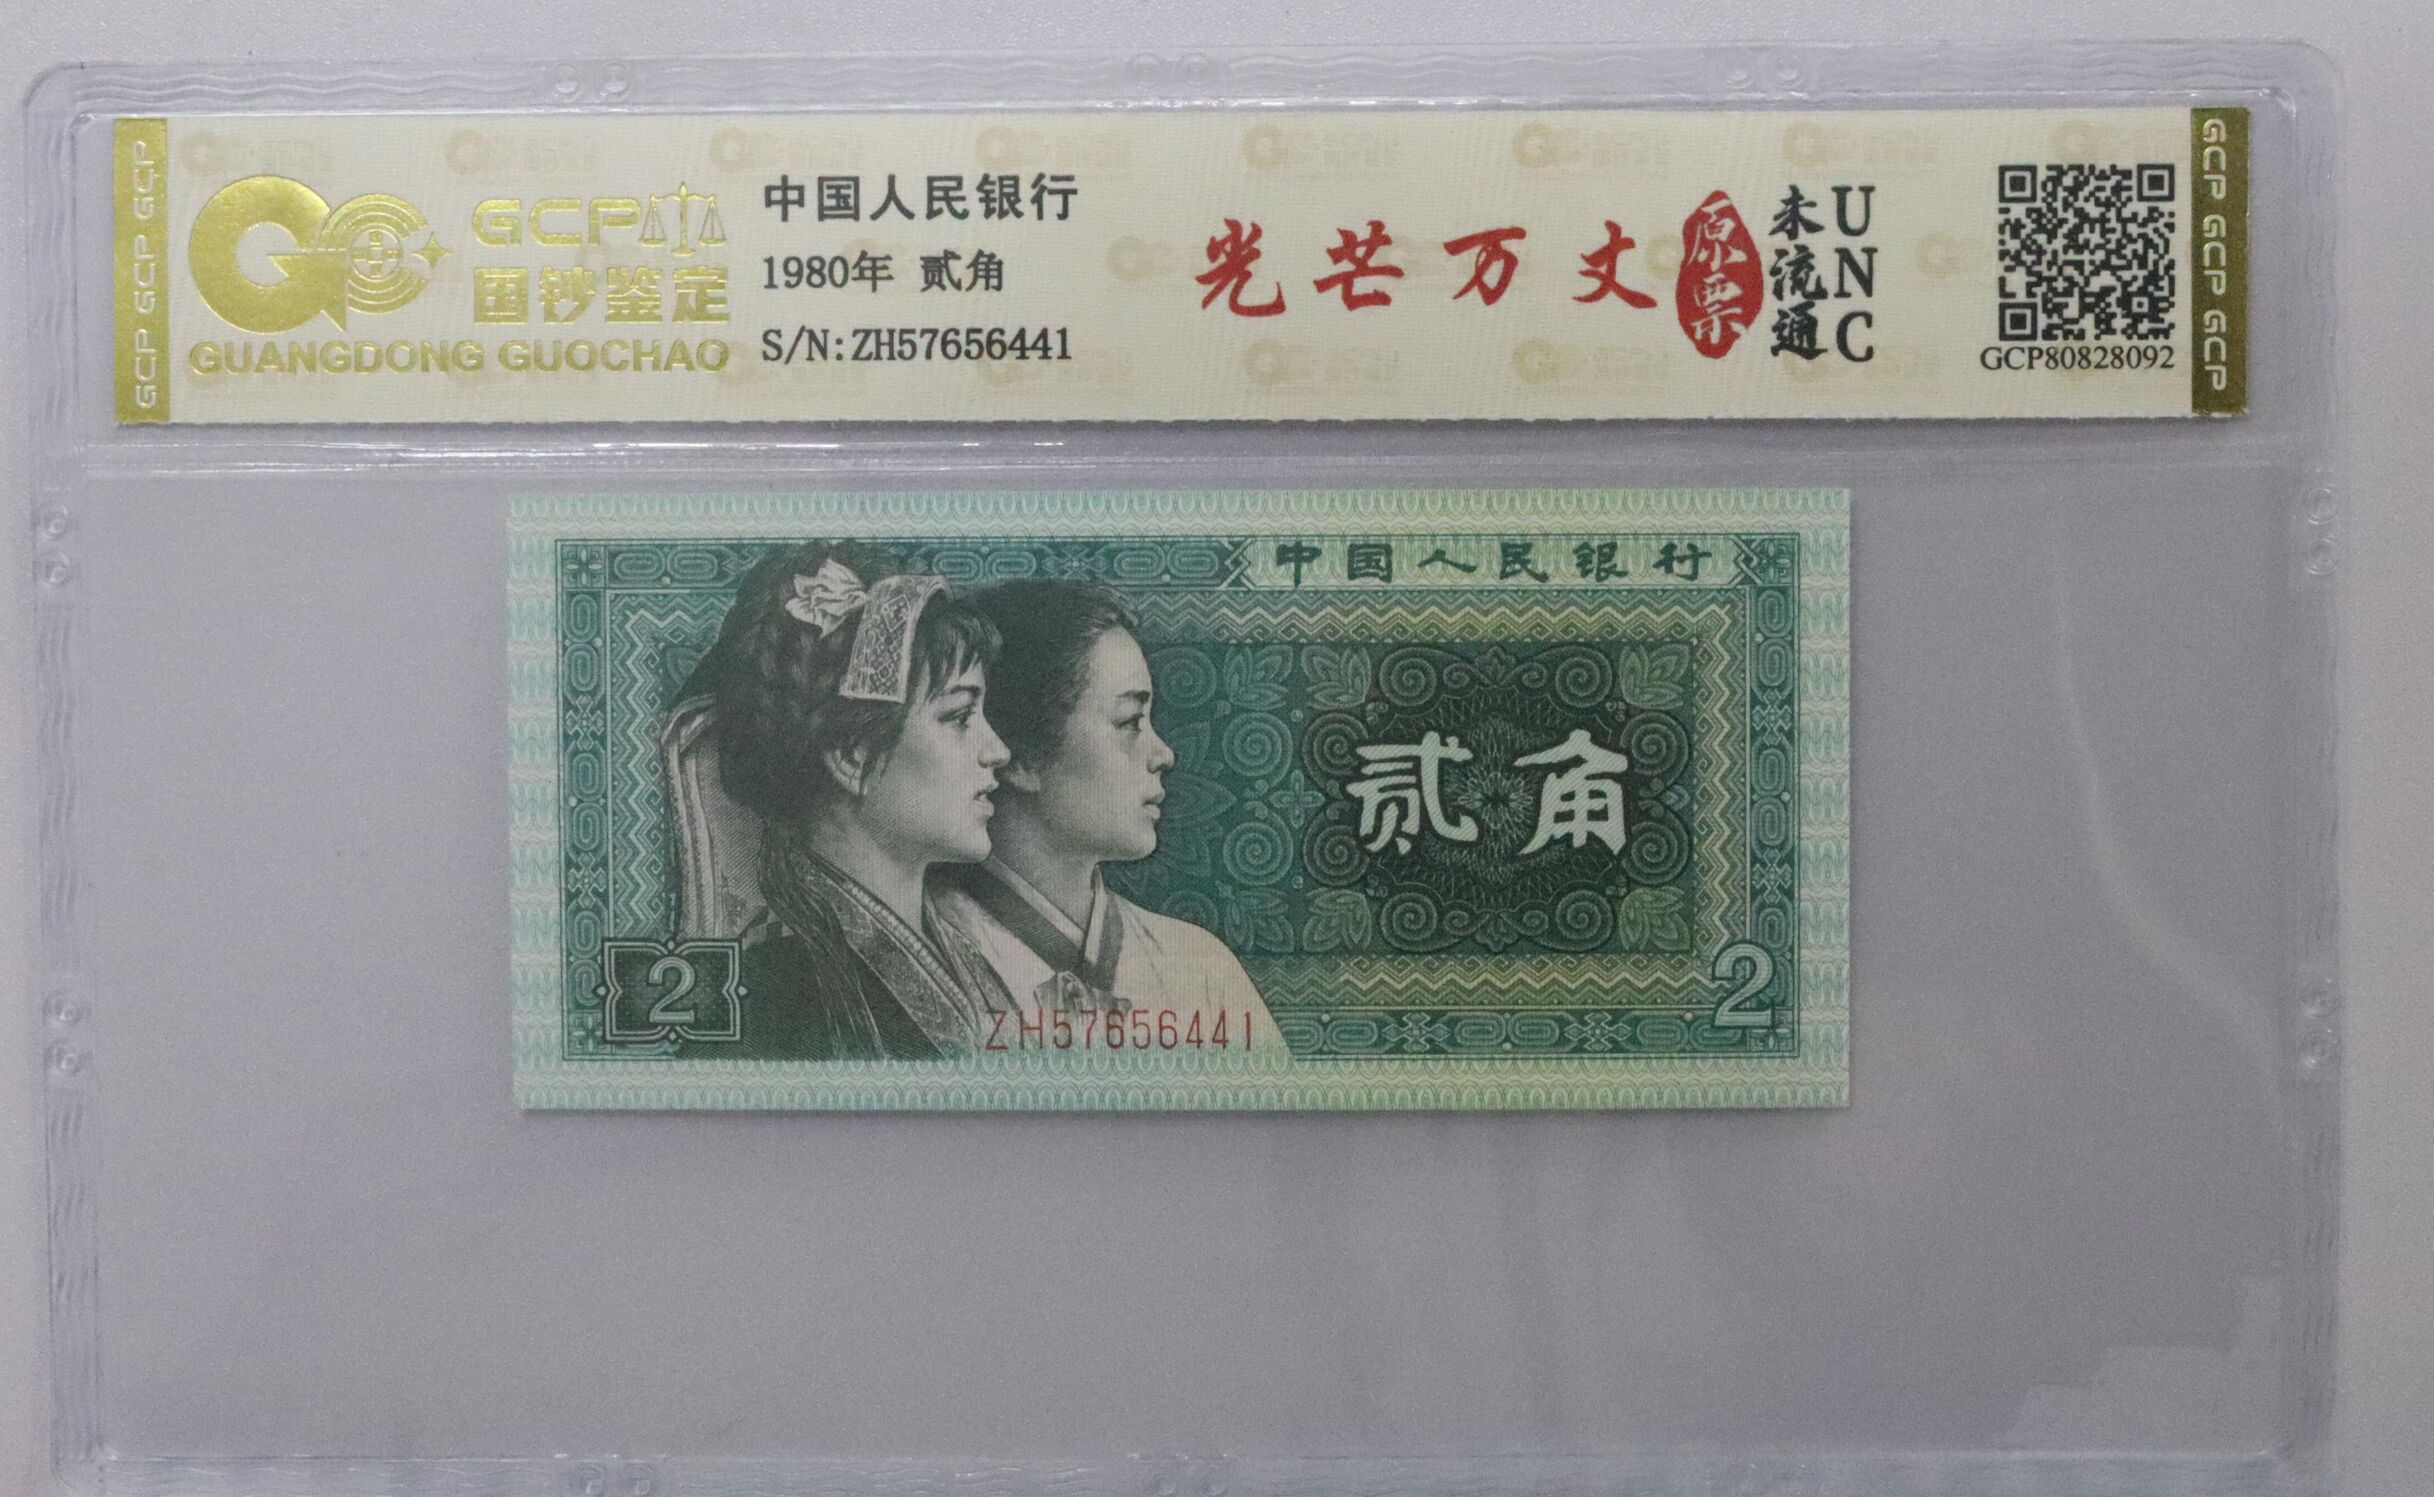 GCP GCP GCP
GCP
国钞鉴定
GUANGDONG GUOCHAO
中国人民银行
1980年 贰角
S/N:ZH57656441
光芒万丈
原票
未流通
UNC
GCP80828092
GCP GCP GCP
中国人民银行
贰角
2
2
ZH57656441